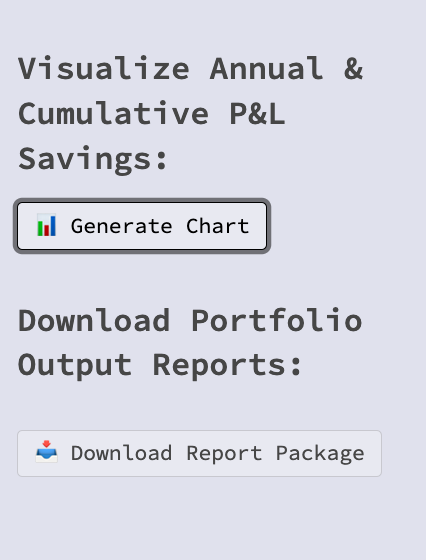 Visualize Annual &
Cumulative P&L
Savings:
Generate Chart
Download Portfolio
Output Reports:
Download Report Package